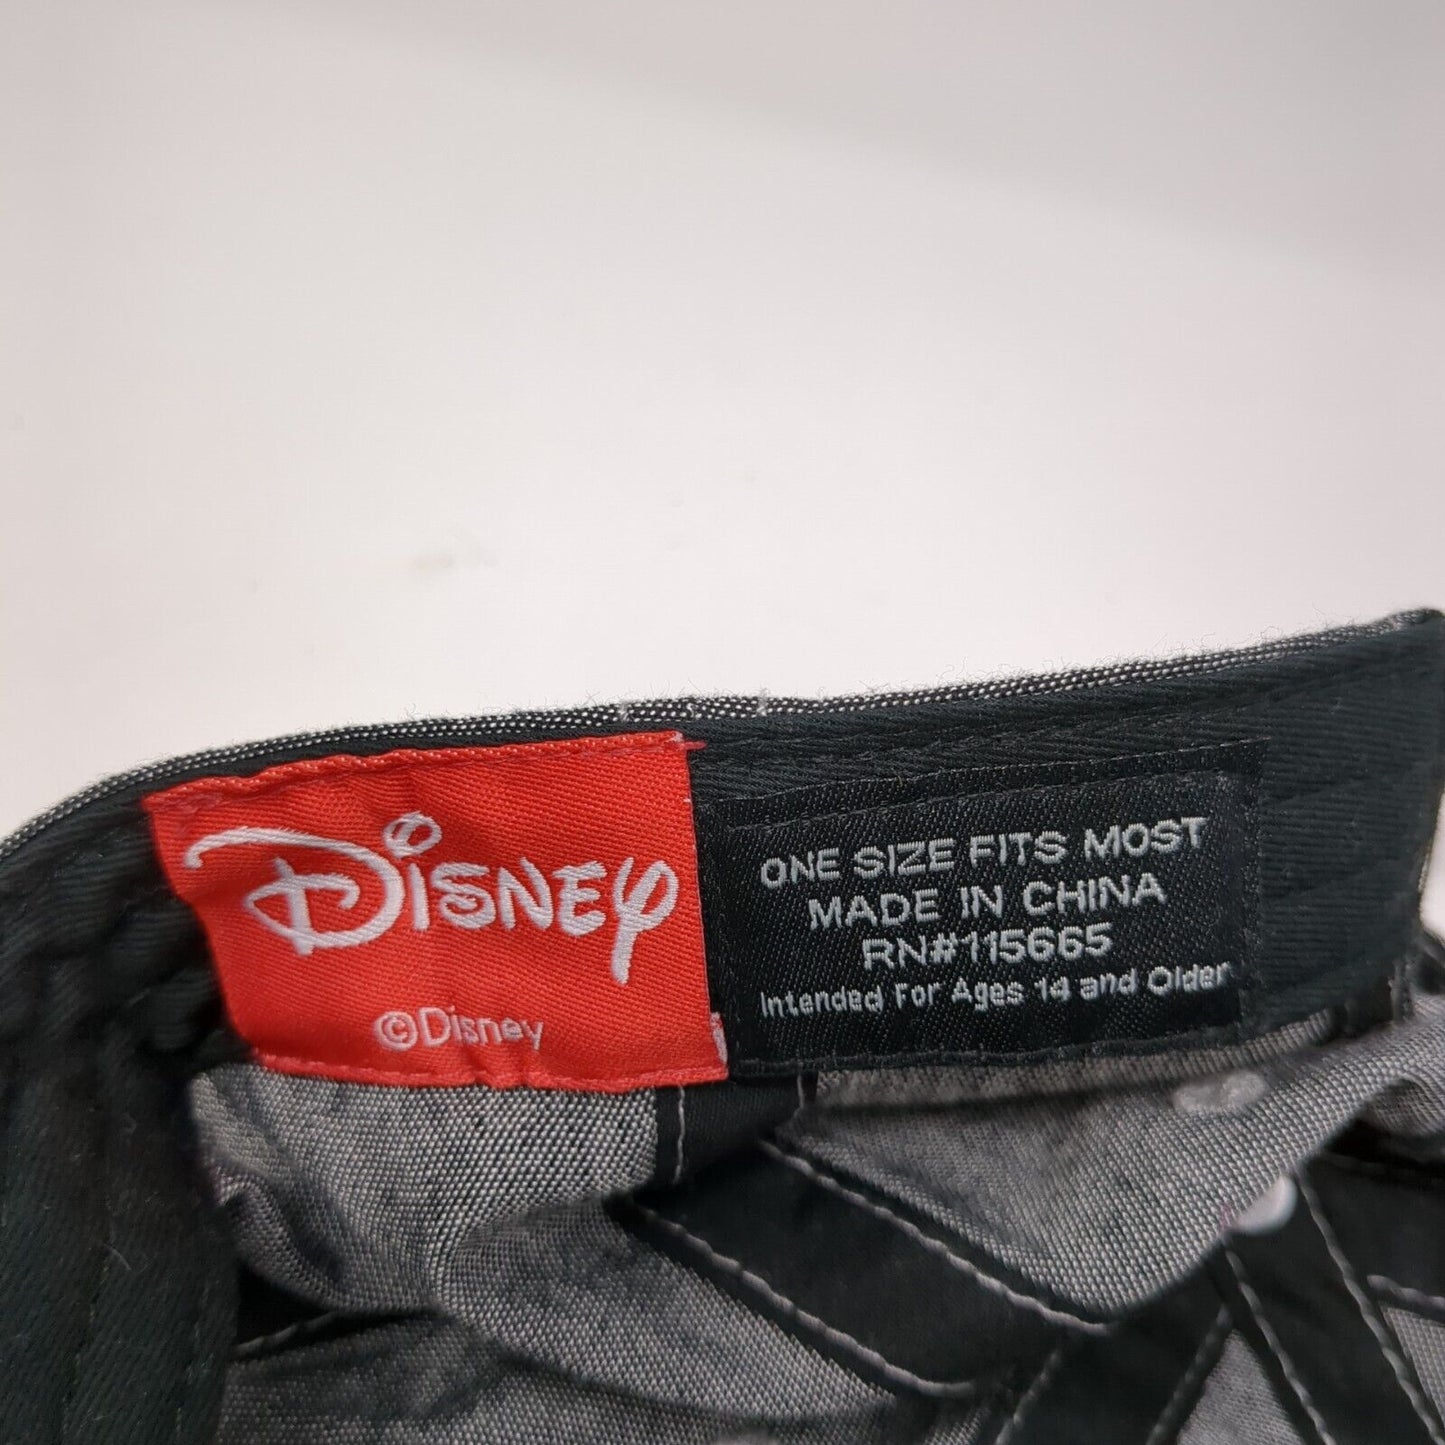 Disney
©Disney
ONE SIZE FITS MOST
MADE IN CHINA
RN#115665
Intended For Ages 14 and Older